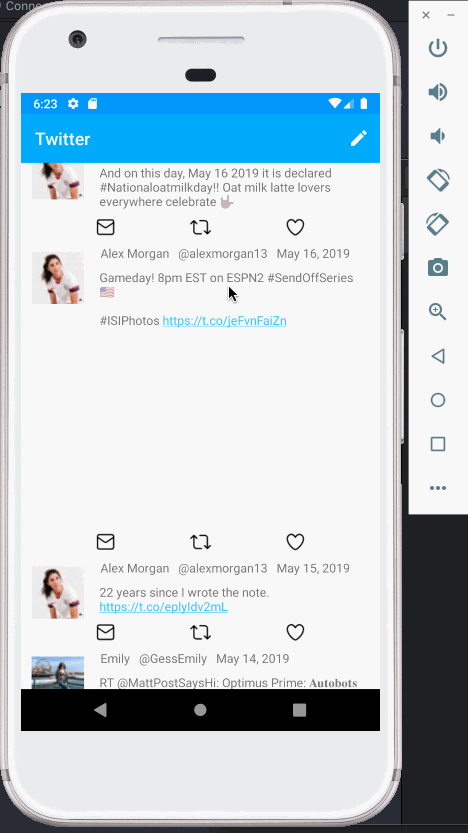 Conne
6:23
Twitter
And on this day, May 16 2019 it is declared
#Nationaloatmilkday!! Oat milk latte lovers
everywhere celebrate 🤟🏼
Alex Morgan @alexmorgan13 May 16, 2019
Gameday! 8pm EST on ESPN2 #SendOffSeries
🇺🇸
#ISIPhotos https://t.co/jeFvnFaiZn
Alex Morgan @alexmorgan13 May 15, 2019
22 years since I wrote the note.
https://t.co/eplyIdv2mL
Emily @GessEmily May 14, 2019
RT @MattPostSaysHi: Optimus Prime: 𝐀𝐮𝐭𝐨𝐛𝐨𝐭𝐬